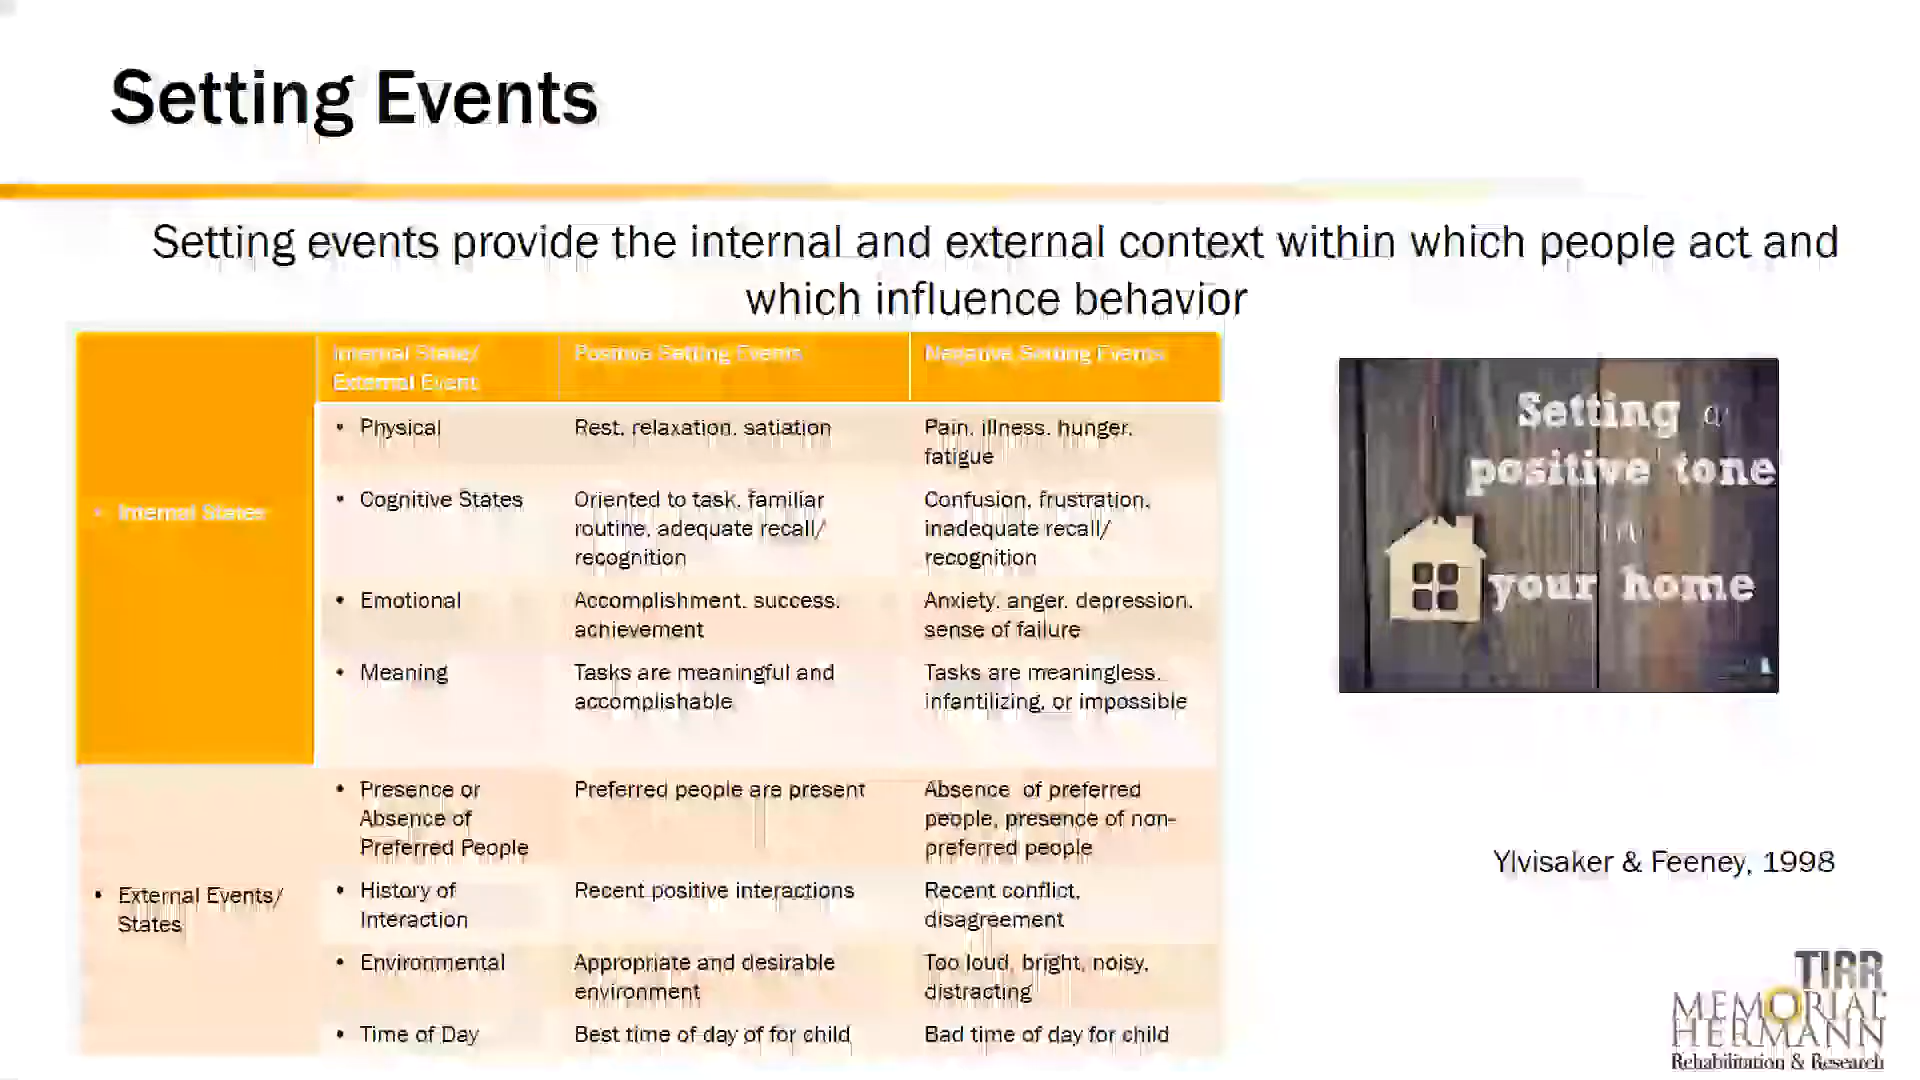 Setting Events
Setting events provide the internal and external context within which people act and
which influence behavior
Internal State/
External Event
Positive Setting Events
Negative Setting Events
• Internal States
• Physical
Rest, relaxation, satiation
Pain, illness, hunger,
fatigue
• Cognitive States
Oriented to task, familiar
routine, adequate recall/
recognition
Confusion, frustration,
inadequate recall/
recognition
• Emotional
Accomplishment, success,
achievement
Anxiety, anger, depression,
sense of failure
• Meaning
Tasks are meaningful and
accomplishable
Tasks are meaningless,
infantilizing, or impossible
• External Events/
States
• Presence or
Absence of
Preferred People
Preferred people are present
Absence of preferred
people, presence of non-
preferred people
• History of
Interaction
Recent positive interactions
Recent conflict,
disagreement
• Environmental
Appropriate and desirable
environment
Too loud, bright, noisy,
distracting
• Time of Day
Best time of day of for child
Bad time of day for child
Setting a
positive tone
in
your home
Ylvisaker & Feeney, 1998
TIRR
MEMORIAL
HERMANN
Rehabilitation & Research